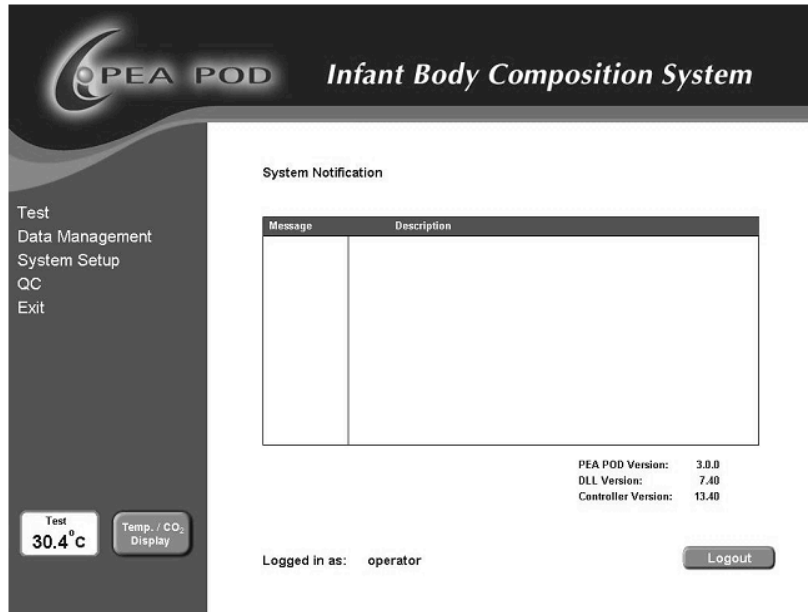 PEA POD
Infant Body Composition System
System Notification
Test
Data Management
System Setup
QC
Exit
Message Description
PEA POD Version: 3.0.0
DLL Version: 7.40
Controller Version: 13.40
Test
30.4°C
Temp. / CO₂
Display
Logged in as: operator
Logout